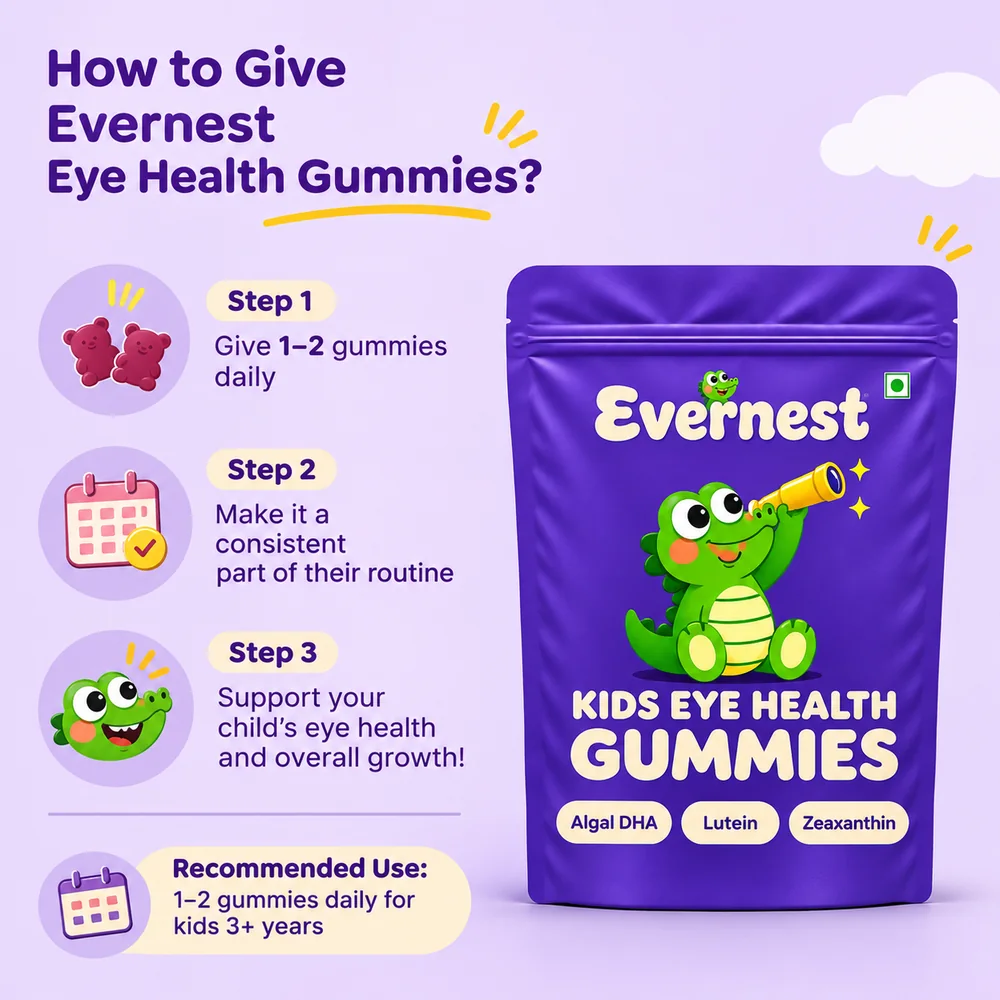 How to Give
Evernest
Eye Health Gummies?
Step 1
Give 1–2 gummies
daily
Step 2
Make it a
consistent
part of their routine
Step 3
Support your
child's eye health
and overall growth!
Recommended Use:
1–2 gummies daily for
kids 3+ years
Evernest
KIDS EYE HEALTH
GUMMIES
Algal DHA
Lutein
Zeaxanthin